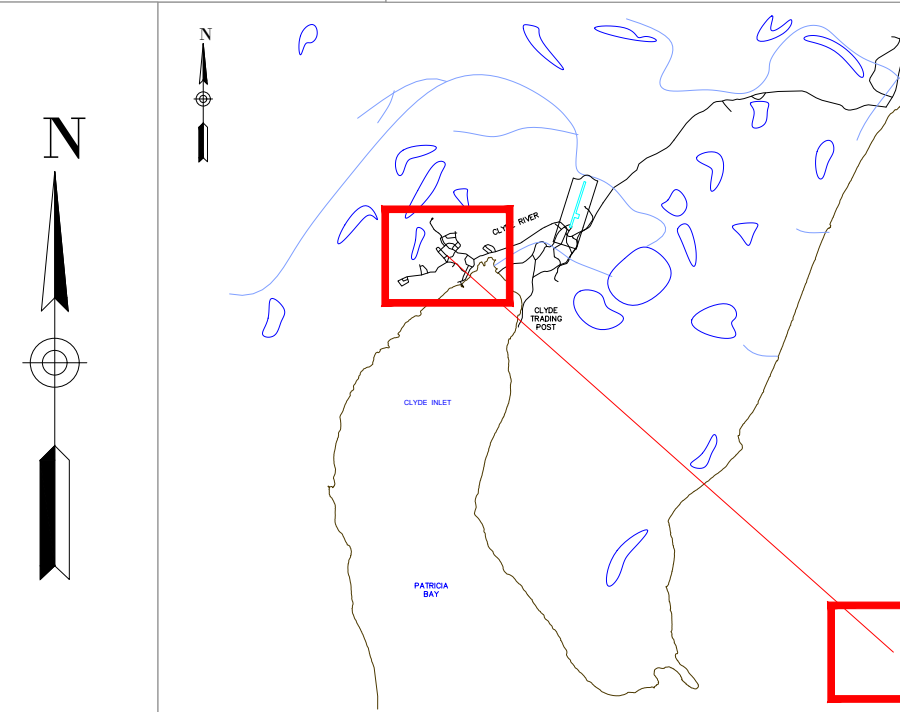 N
N
CLYDE RIVER
CLYDE
TRADING
POST
CLYDE INLET
PATRICIA
BAY